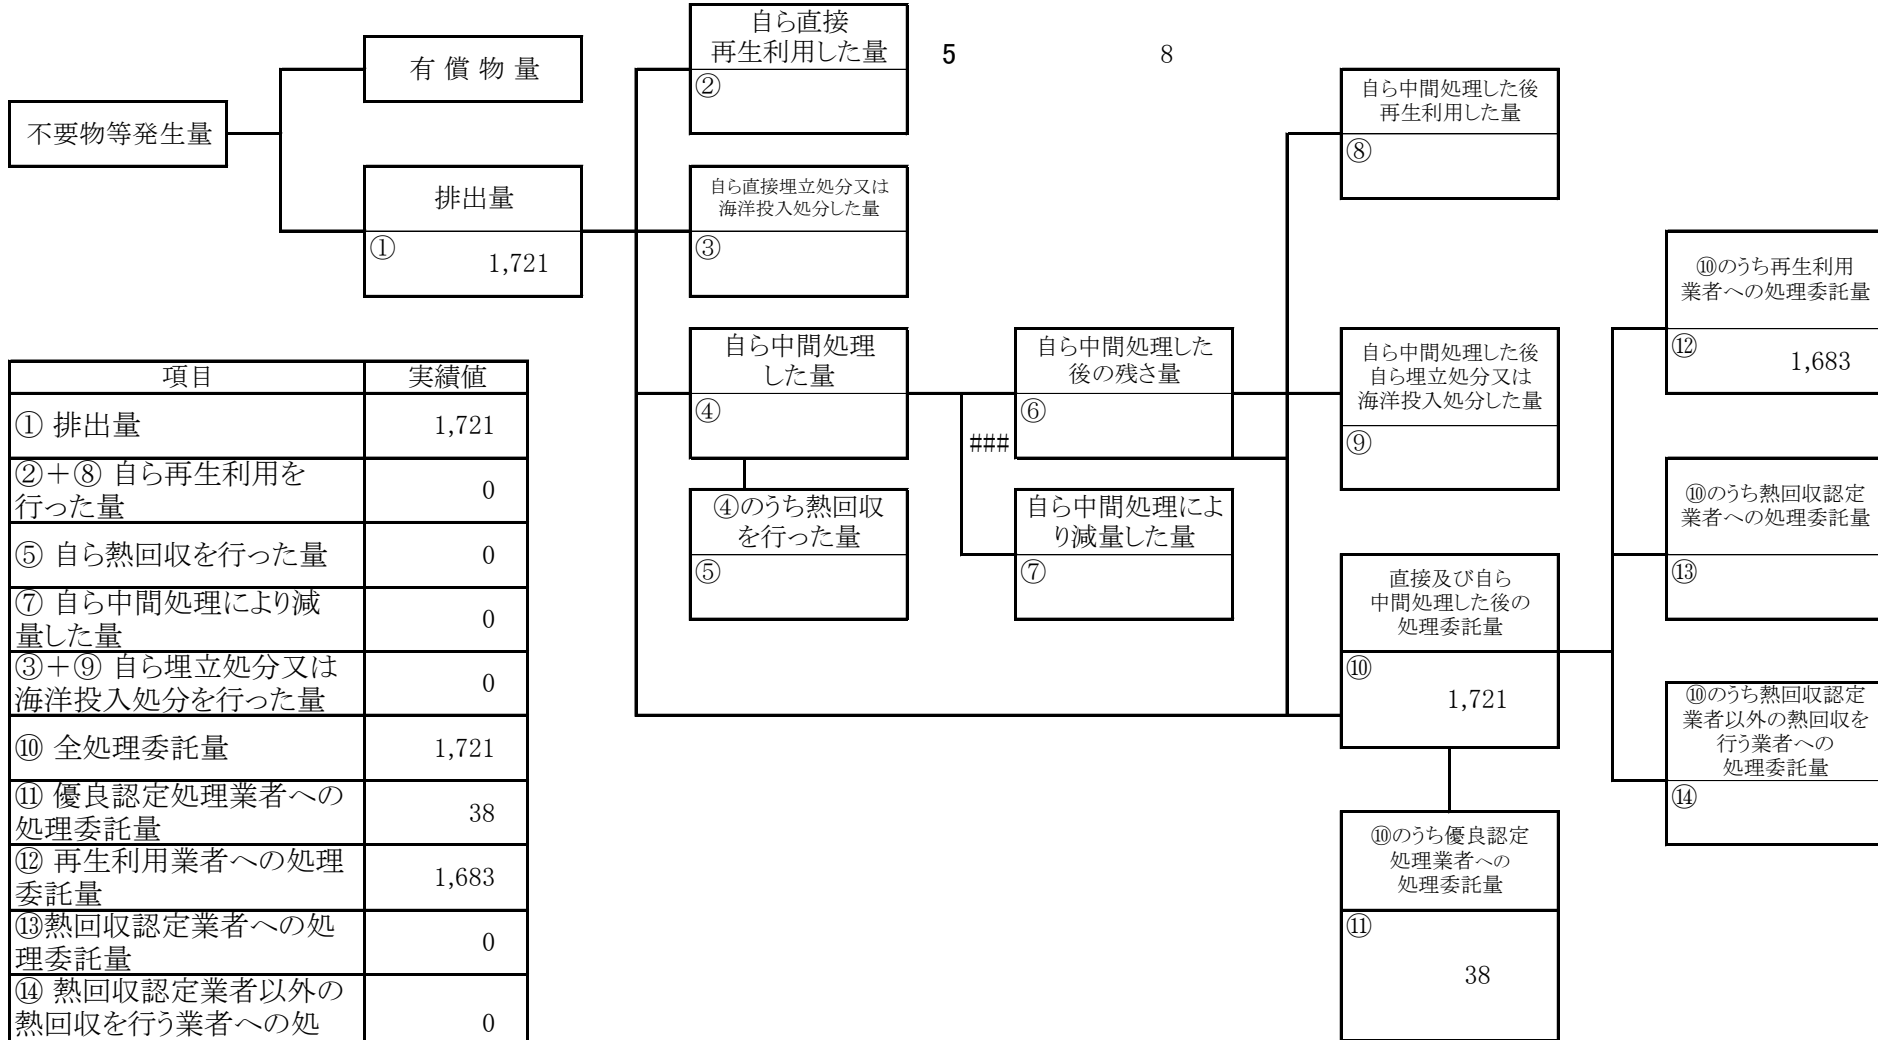 自ら直接
再生利用した量
②
5
8
有 償 物 量
不要物等発生量
自ら中間処理した後
再生利用した量
⑧
排出量
①
1,721
自ら直接埋立処分又は
海洋投入処分した量
③
⑩のうち再生利用
業者への処理委託量
⑫
1,683
自ら中間処理
した量
④
自ら中間処理した
後の残さ量
⑥
###
自ら中間処理した後
自ら埋立処分又は
海洋投入処分した量
⑨
④のうち熱回収
を行った量
⑤
自ら中間処理によ
り減量した量
⑦
⑩のうち熱回収認定
業者への処理委託量
⑬
直接及び自ら
中間処理した後の
処理委託量
⑩
1,721
⑩のうち熱回収認定
業者以外の熱回収を
行う業者への
処理委託量
⑭
⑩のうち優良認定
処理業者への
処理委託量
⑪
38
項目 実績値
① 排出量 1,721
②＋⑧ 自ら再生利用を
行った量 0
⑤ 自ら熱回収を行った量 0
⑦ 自ら中間処理により減
量した量 0
③＋⑨ 自ら埋立処分又は
海洋投入処分を行った量 0
⑩ 全処理委託量 1,721
⑪ 優良認定処理業者への
処理委託量 38
⑫ 再生利用業者への処理
委託量 1,683
⑬熱回収認定業者への処
理委託量 0
⑭ 熱回収認定業者以外の
熱回収を行う業者への処 0